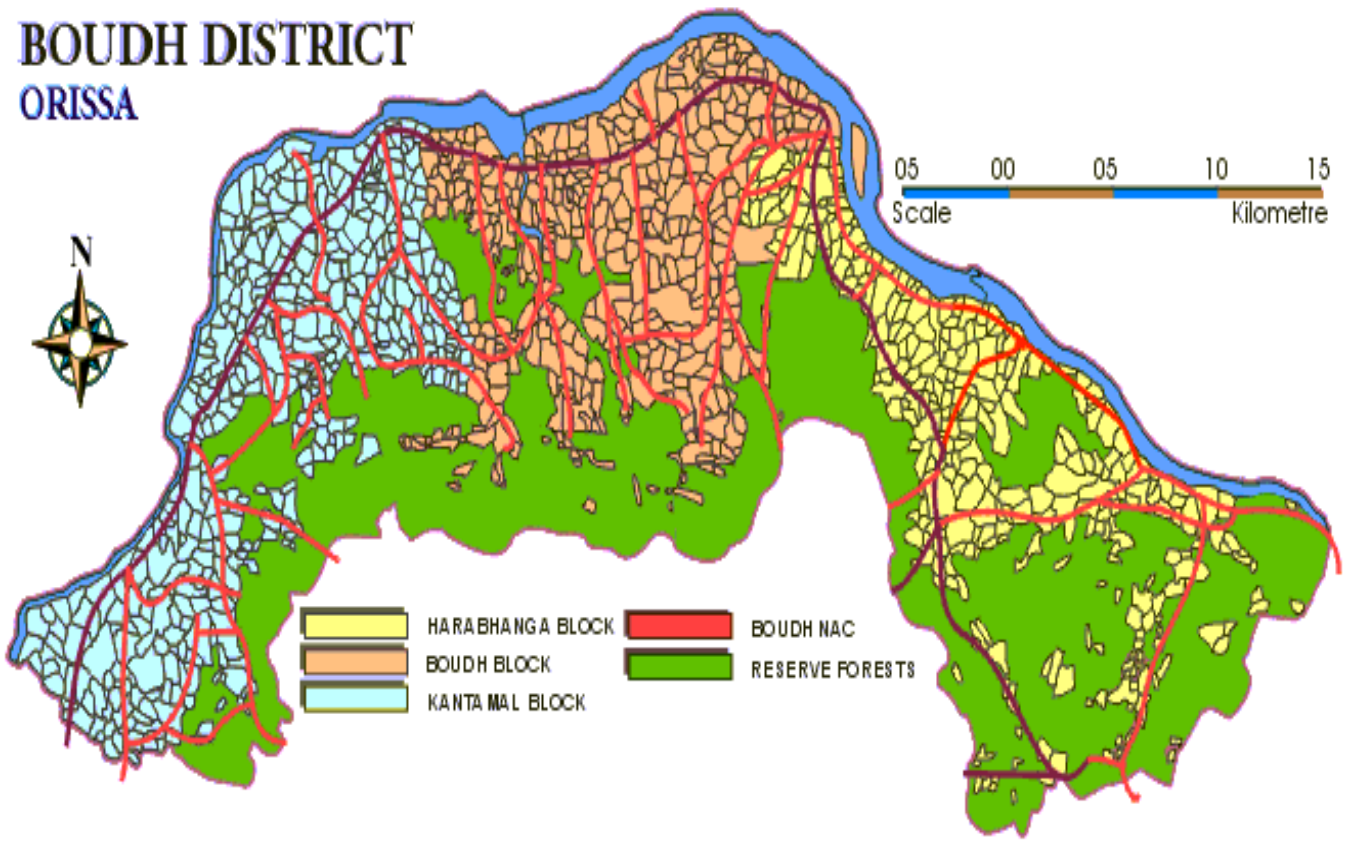 BOUDH DISTRICT
ORISSA
05 00 05 10 15
Scale Kilometre
N
HARABHANGA BLOCK
BOUDH BLOCK
KANTAMAL BLOCK
BOUDH NAC
RESERVE FORESTS